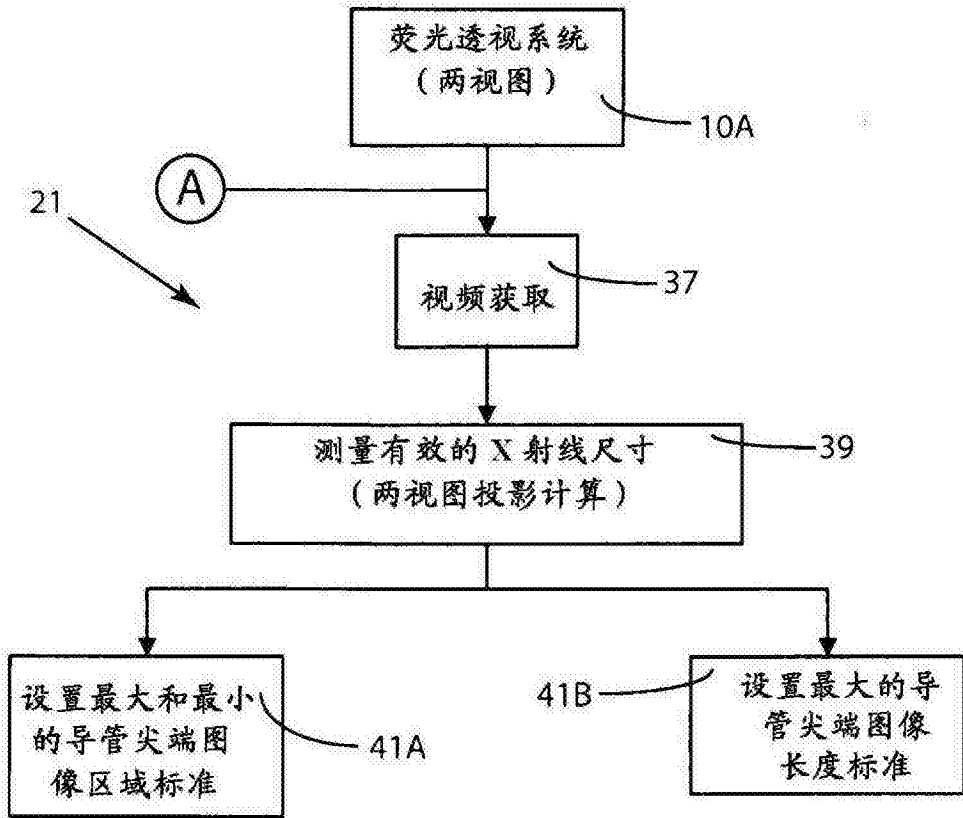 荧光透视系统
（两视图）
10A
A
21
视频获取
37
测量有效的 X 射线尺寸
（两视图投影计算）
39
设置最大和最小
的导管尖端图
像区域标准
41A
41B
设置最大的导
管尖端图像
长度标准